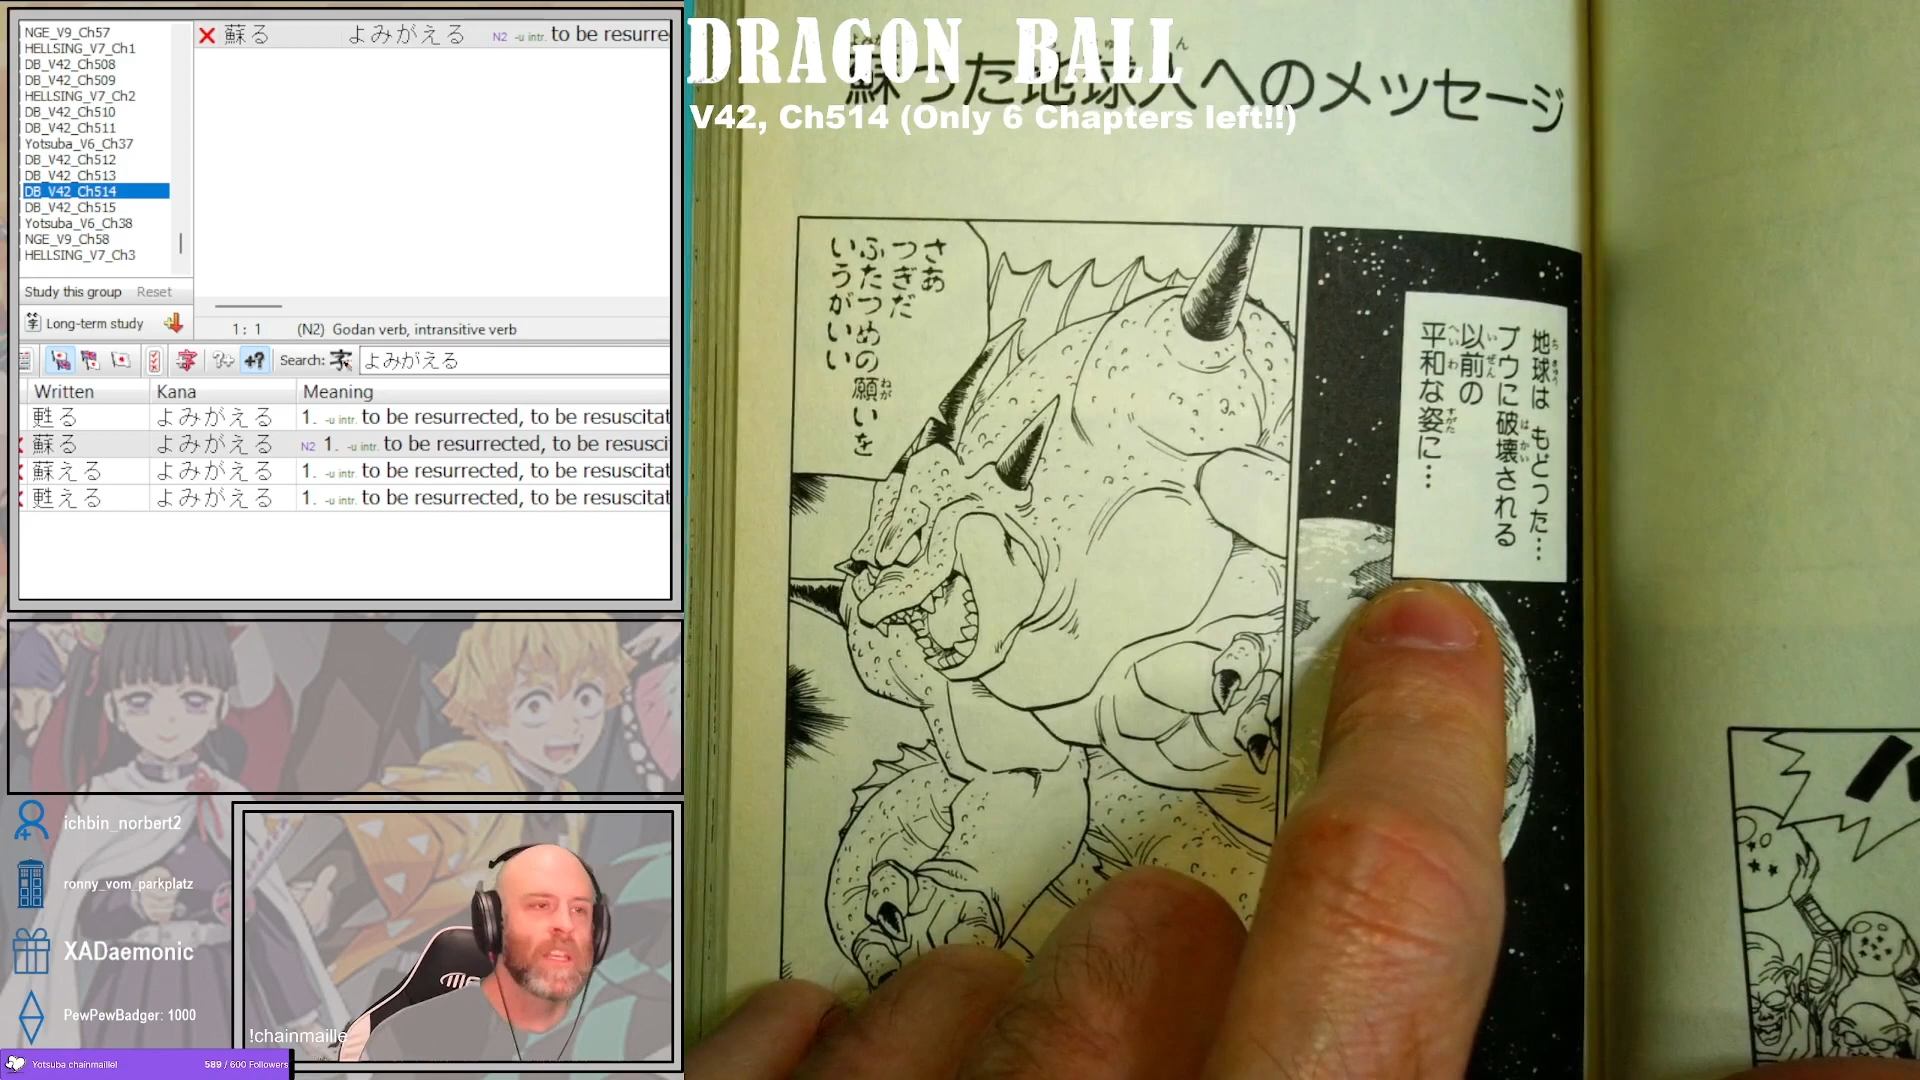 NGE_V9_Ch57
HELLSING_V7_Ch1
DB_V42_Ch508
DB_V42_Ch509
HELLSING_V7_Ch2
DB_V42_Ch510
DB_V42_Ch511
Yotsuba_V6_Ch37
DB_V42_Ch512
DB_V42_Ch513
DB_V42_Ch514
DB_V42_Ch515
Yotsuba_V6_Ch38
NGE_V9_Ch58
HELLSING_V7_Ch3
Study this group Reset
Long-term study
蘇る よみがえる N2 -u intr. to be resurre
1: 1 (N2) Godan verb, intransitive verb
Search: 字 よみがえる
Written Kana Meaning
甦る よみがえる 1. -u intr. to be resurrected, to be resuscitat
蘇る よみがえる N2 1. -u intr. to be resurrected, to be resusci
蘇える よみがえる 1. -u intr. to be resurrected, to be resuscitat
甦える よみがえる 1. -u intr. to be resurrected, to be resuscitat
ichbin_norbert2
ronny_vom_parkplatz
XADaemonic
PewPewBadger: 1000
!chainmaille
Yotsuba chainmaille!
589 / 600 Followers
DRAGON BALL
V42, Ch514 (Only 6 Chapters left!!)
蘇った地球人へのメッセージ
地球は もどった…
ブウに破壊される
以前の
平和な姿に…
さあ
つぎだ
ふたつめの願いを
いうがいい